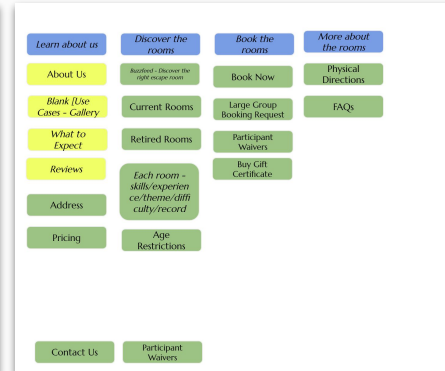 Learn about us
About Us
Blank [Use
Cases - Gallery
What to
Expect
Reviews
Address
Pricing
Contact Us
Discover the
rooms
Buzzfeed - Discover the
right escape room
Current Rooms
Retired Rooms
Each room -
skills/experien
ce/theme/diffi
culty/record
Age
Restrictions
Participant
Waivers
Book the
rooms
Book Now
Large Group
Booking Request
Participant
Waivers
Buy Gift
Certificate
More about
the rooms
Physical
Directions
FAQs